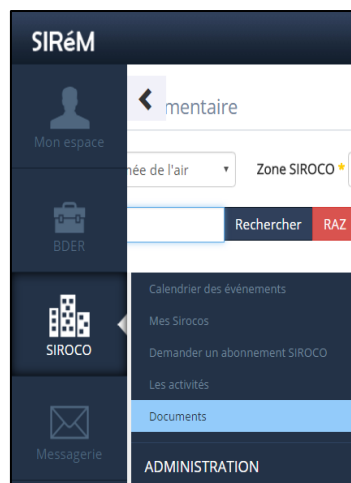 SIRéM
Mon espace
mentaire
née de l'air
Zone SIROCO *
BDER
Rechercher
RAZ
SIROCO
Calendrier des événements
Mes Sirocos
Demander un abonnement SIROCO
Les activités
Documents
Messagerie
ADMINISTRATION